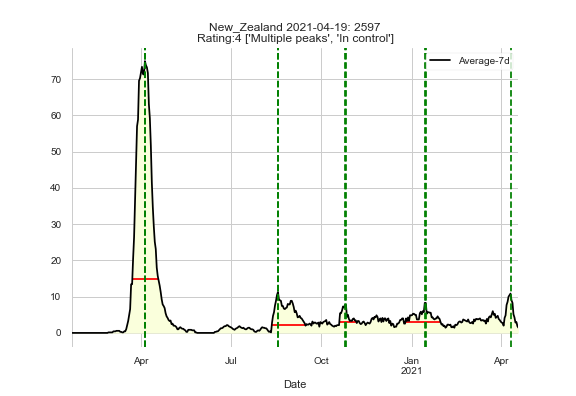 New_Zealand 2021-04-19: 2597
Rating:4 ['Multiple peaks', 'In control']
Average-7d
70
60
50
40
30
20
10
0
Apr
Jul
Oct
Jan
2021
Apr
Date